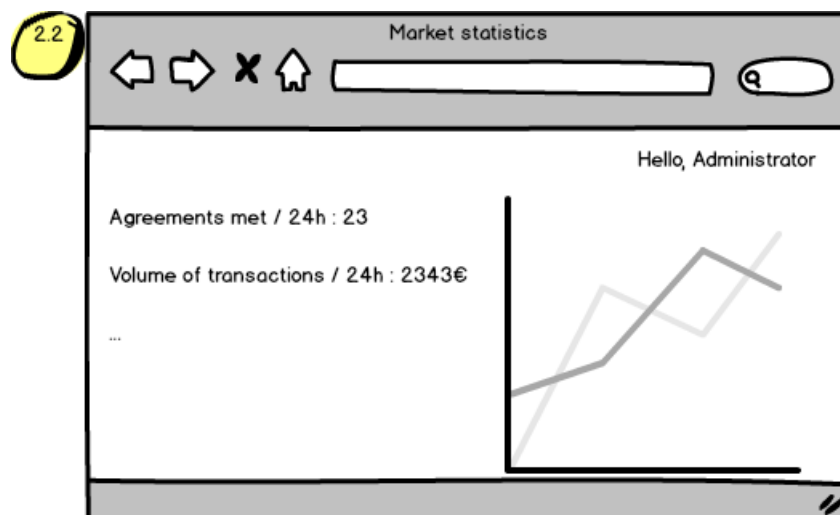 2.2
Market statistics
Hello, Administrator
Agreements met / 24h : 23
Volume of transactions / 24h : 2343€
...